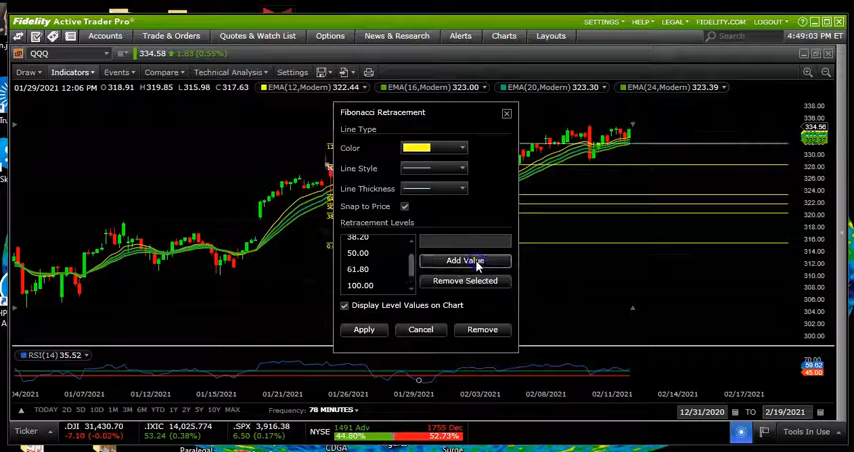 Fidelity Active Trader Pro®
SETTINGS HELP LEGAL FIDELITY.COM LOGOUT
Accounts Trade & Orders Quotes & Watch List Options News & Research Alerts Charts Layouts Search 4:49:03 PM ET
QQQ 334.58 1.83 (0.55%)
Draw Indicators Events Compare Technical Analysis Settings
01/29/2021 12:06 PM O 318.91 H 319.85 L 315.98 C 317.63 EMA(12,Modern) 322.44 EMA(16,Modern) 323.00 EMA(20,Modern) 323.30 EMA(24,Modern) 323.39
Fibonacci Retracement
Line Type
Color
Line Style
Line Thickness
Snap to Price
Retracement Levels
38.20
50.00
61.80
100.00
Add Value
Remove Selected
Display Level Values on Chart
Apply Cancel Remove
338.00
336.00
334.56
330.00
328.00
326.00
324.00
322.00
320.00
318.00
316.00
314.00
312.00
310.00
308.00
306.00
304.00
302.00
300.00
RSI(14) 35.52
70.00
59.62
45.00
04/2021 01/07/2021 01/12/2021 01/15/2021 01/21/2021 01/26/2021 01/29/2021 02/03/2021 02/08/2021 02/11/2021 02/14/2021 02/17/2021
TODAY 2D 5D 10D 1M 3M 6M YTD 1Y 2Y 5Y 10Y MAX Frequency: 78 MINUTES 12/31/2020 TO 2/19/2021
Ticker
.DJI 31,430.70
-7.10 (-0.02%)
.IXIC 14,025.774
53.24 (0.38%)
.SPX 3,916.38
6.50 (0.17%)
NYSE
1491 Adv 1755 Dec
44.80% 52.73%
Tools In Use
Paralegal
CDGA
Surge